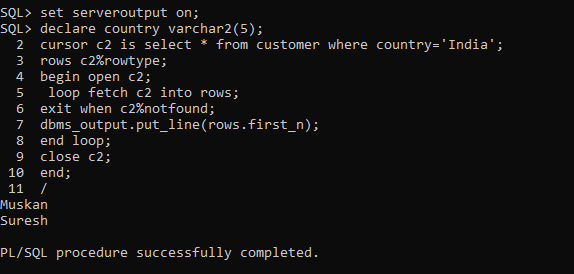 SQL> set serveroutput on;
SQL> declare country varchar2(5);
  2  cursor c2 is select * from customer where country='India';
  3  rows c2%rowtype;
  4  begin open c2;
  5   loop fetch c2 into rows;
  6  exit when c2%notfound;
  7  dbms_output.put_line(rows.first_n);
  8  end loop;
  9  close c2;
 10  end;
 11  /
Muskan
Suresh
PL/SQL procedure successfully completed.